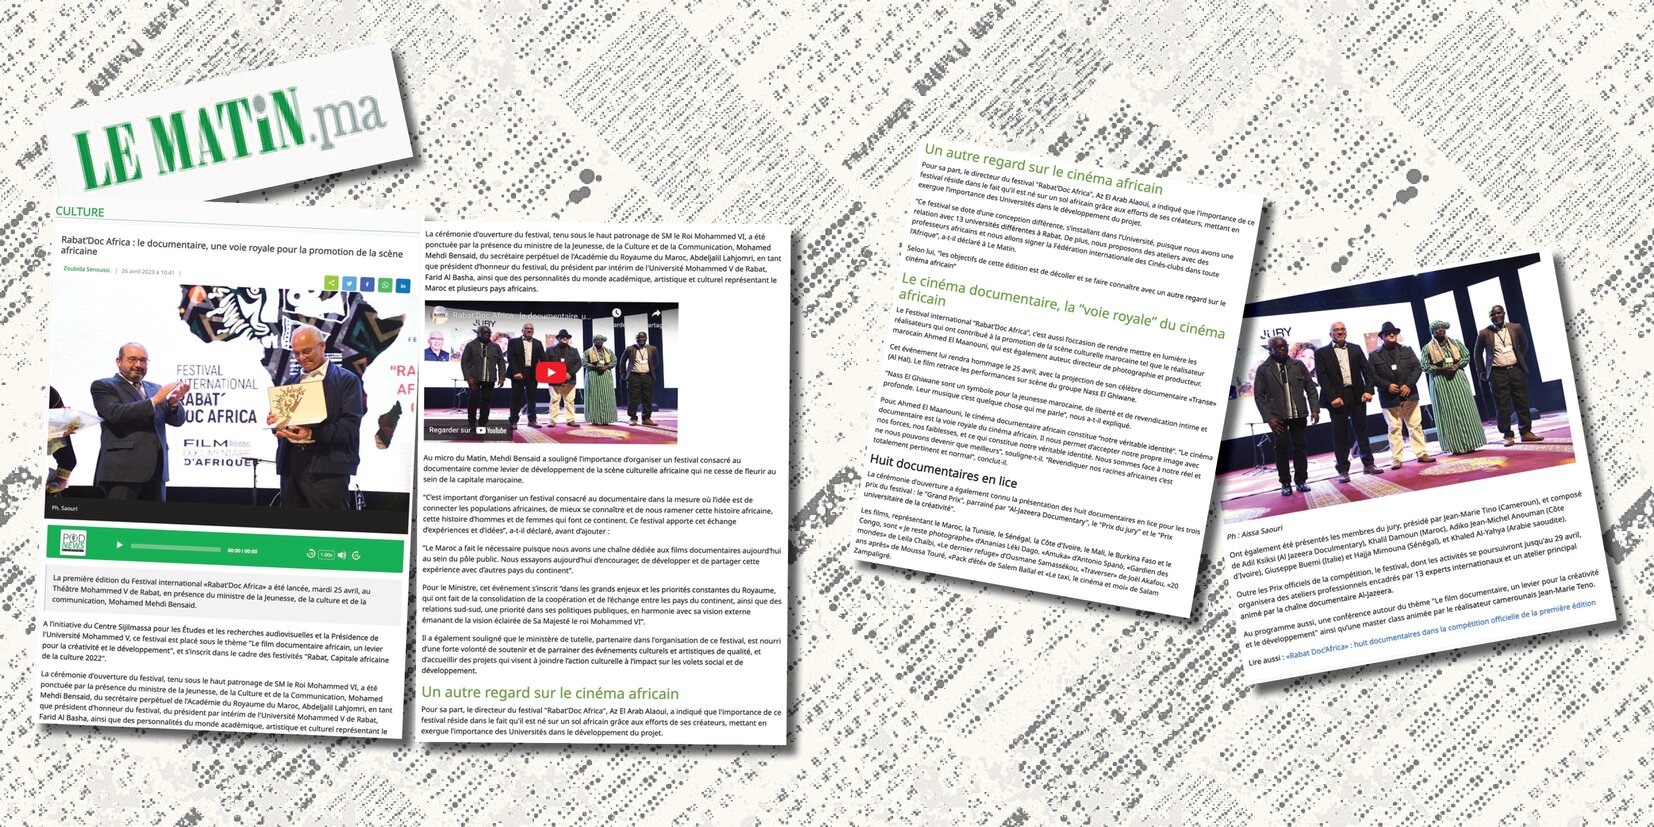 LE MATiN.ma
CULTURE
Rabat'Doc Africa : le documentaire, une voie royale pour la promotion de la scène
africaine
Zoubida Senoussi, | 26 avril 2023 à 10:41 |
FESTIVAL
INTERNATIONAL
RABAT'
DOC AFRICA
FILM
DOCUMENTAIRE
D'AFRIQUE
"RA
AF
Ph. Saouri
POD
NEWS
00:00 / 00:00
1.00x
La première édition du Festival international «Rabat'Doc Africa» a été lancée, mardi 25 avril, au
Théâtre Mohammed V de Rabat, en présence du ministre de la Jeunesse, de la culture et de la
communication, Mohamed Mehdi Bensaid.
A l'initiative du Centre Sijilmassa pour les Études et les recherches audiovisuelles et la Présidence de
l'Université Mohammed V, ce festival est placé sous le thème "Le film documentaire africain, un levier
pour la créativité et le développement", et s'inscrit dans le cadre des festivités "Rabat, Capitale africaine
de la culture 2022".
La cérémonie d'ouverture du festival, tenu sous le haut patronage de SM le Roi Mohammed VI, a été
ponctuée par la présence du ministre de la Jeunesse, de la Culture et de la Communication, Mohamed
Mehdi Bensaid, du secrétaire perpétuel de l'Académie du Royaume du Maroc, Abdeljalil Lahjomri, en tant
que président d'honneur du festival, du président par intérim de l'Université Mohammed V de Rabat,
Farid Al Basha, ainsi que des personnalités du monde académique, artistique et culturel représentant le
La cérémonie d'ouverture du festival, tenu sous le haut patronage de SM le Roi Mohammed VI, a été
ponctuée par la présence du ministre de la Jeunesse, de la Culture et de la Communication, Mohamed
Mehdi Bensaid, du secrétaire perpétuel de l'Académie du Royaume du Maroc, Abdeljalil Lahjomri, en tant
que président d'honneur du festival, du président par intérim de l'Université Mohammed V de Rabat,
Farid Al Basha, ainsi que des personnalités du monde académique, artistique et culturel représentant le
Maroc et plusieurs pays africains.
Rabat'Doc Africa : le documentaire, u...
Regarder sur YouTube
Au micro du Matin, Mehdi Bensaid a souligné l'importance d'organiser un festival consacré au
documentaire comme levier de développement de la scène culturelle africaine qui ne cesse de fleurir au
sein de la capitale marocaine.
"C'est important d'organiser un festival consacré au documentaire dans la mesure où l'idée est de
connecter les populations africaines, de mieux se connaître et de nous ramener cette histoire africaine,
cette histoire d'hommes et de femmes qui font ce continent. Ce festival apporte cet échange
d'expériences et d'idées", a-t-il déclaré, avant d'ajouter :
"Le Maroc a fait le nécessaire puisque nous avons une chaîne dédiée aux films documentaires aujourd'hui
au sein du pôle public. Nous essayons aujourd'hui d'encourager, de développer et de partager cette
expérience avec d'autres pays du continent".
Pour le Ministre, cet événement s'inscrit "dans les grands enjeux et les priorités constantes du Royaume,
qui ont fait de la consolidation de la coopération et de l'échange entre les pays du continent, ainsi que des
relations sud-sud, une priorité dans ses politiques publiques, en harmonie avec sa vision externe
émanant de la vision éclairée de Sa Majesté le roi Mohammed VI".
Il a également souligné que le ministère de tutelle, partenaire dans l'organisation de ce festival, est nourri
d'une forte volonté de soutenir et de parrainer des événements culturels et artistiques de qualité, et
d'accueillir des projets qui visent à joindre l'action culturelle à l'impact sur les volets social et de
développement.
Un autre regard sur le cinéma africain
Pour sa part, le directeur du festival "Rabat'Doc Africa", Az El Arab Alaoui, a indiqué que l'importance de ce
festival réside dans le fait qu'il est né sur un sol africain grâce aux efforts de ses créateurs, mettant en
exergue l'importance des Universités dans le développement du projet.
Un autre regard sur le cinéma africain
Pour sa part, le directeur du festival "Rabat'Doc Africa", Az El Arab Alaoui, a indiqué que l'importance de ce
festival réside dans le fait qu'il est né sur un sol africain grâce aux efforts de ses créateurs, mettant en
exergue l'importance des Universités dans le développement du projet.
"Ce festival se dote d'une conception différente, s'installant dans l'Université, puisque nous avons une
relation avec 13 universités différentes à Rabat. De plus, nous proposons des ateliers avec des
professeurs africains et nous allons signer la Fédération Internationale des Cinés-clubs dans toute
l'Afrique", a-t-il déclaré à Le Matin.
Selon lui, "les objectifs de cette édition est de décoller et se faire connaître avec un autre regard sur le
cinéma africain"
Le cinéma documentaire, la "voie royale" du cinéma
africain
Le Festival international "Rabat'Doc Africa", c'est aussi l'occasion de rendre mettre en lumière les
réalisateurs qui ont contribué à la promotion de la scène culturelle marocaine tel que le réalisateur
marocain Ahmed El Maanouni, qui est également auteur, directeur de photographie et producteur.
Cet événement lui rendra hommage le 25 avril, avec la projection de son célèbre documentaire «Transe»
(Al Hal). Le film retrace les performances sur scène du groupe Nass El Ghiwane.
"Nass El Ghiwane sont un symbole pour la jeunesse marocaine, de liberté et de revendication intime et
profonde. Leur musique c'est quelque chose qui me parle", nous a-t-il expliqué.
Pour, Ahmed El Maanouni, le cinéma documentaire africain constitue "notre véritable identité". "Le cinéma
documentaire est la voie royale du cinéma africain. Il nous permet d'accepter notre propre image avec
nos forces, nos faiblesses, et ce qui constitue notre véritable identité. Nous sommes face à notre réel et
ne nous pouvons devenir que meilleurs", souligne-t-il. "Revendiquer nos racines africaines c'est
totalement pertinent et normal", conclut-il.
Huit documentaires en lice
La cérémonie d'ouverture a également connu la présentation des huit documentaires en lice pour les trois
prix du festival : le "Grand Prix", parrainé par "Al-Jazeera Documentary", le "Prix du jury" et le "Prix
universitaire de la créativité".
Les films, représentant le Maroc, la Tunisie, le Sénégal, la Côte d'Ivoire, le Mali, le Burkina Faso et le
Congo, sont « Je reste photographe» d'Ananias Léki Dago, «Amuka» d'Antonio Spanò, «Gardien des
mondes» de Leila Chaïbi, «Le dernier refuge» d'Ousmane Samassékou, «Traverser» de Joël Akafou, «20
ans après» de Moussa Touré, «Pack d'été» de Salem Ballal et «Le taxi, le cinéma et moi» de Salam
Zampaligré.
JURY
Ph : Aissa Saouri
Ont également été présentés les membres du jury, présidé par Jean-Marie Tino (Cameroun), et composé
de Adil Ksiksi (Al Jazeera Doculmentary), Khalil Damoun (Maroc), Adiko Jean-Michel Anouman (Côte
d'Ivoire), Giuseppe Buemi (Italie) et Hajja Mimouna (Sénégal), et Khaled Al-Yahya (Arabie saoudite).
Outre les Prix officiels de la compétition, le festival, dont les activités se poursuivront jusqu'au 29 avril,
organisera des ateliers professionnels encadrés par 13 experts internationaux et un atelier principal
animé par la chaîne documentaire Al-Jazeera.
Au programme aussi, une conférence autour du thème "Le film documentaire, un levier pour la créativité
et le développement" ainsi qu'une master class animé par le réalisateur camerounais Jean-Marie Teno.
Lire aussi : «Rabat Doc'Africa» : huit documentaires dans la compétition officielle de la première édition